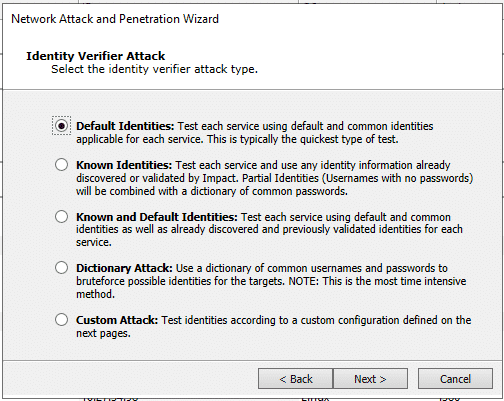 Network Attack and Penetration Wizard
Identity Verifier Attack
Select the identity verifier attack type.
Default Identities: Test each service using default and common identities
applicable for each service. This is typically the quickest type of test.
Known Identities: Test each service and use any identity information already
discovered or validated by Impact. Partial Identities (Usernames with no passwords)
will be combined with a dictionary of common passwords.
Known and Default Identities: Test each service using default and common
identities as well as already discovered and previously validated identities for each
service.
Dictionary Attack: Use a dictionary of common usernames and passwords to
bruteforce possible identities for the targets. NOTE: This is the most time intensive
method.
Custom Attack: Test identities according to a custom configuration defined on the
next pages.
< Back
Next >
Cancel